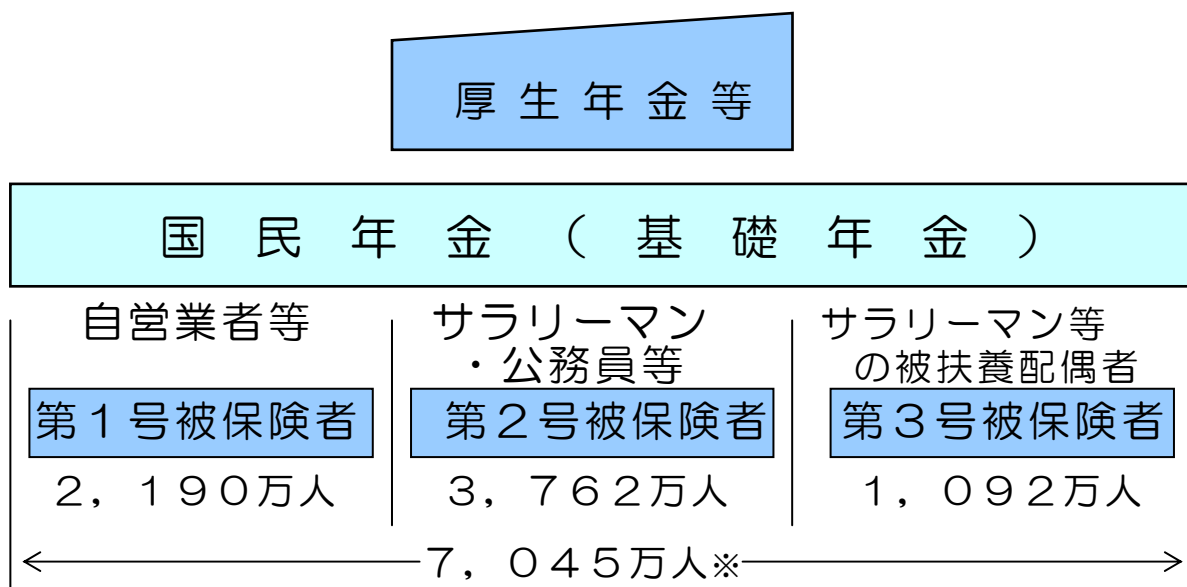 厚生年金等
国民年金(基礎年金)
自営業者等
サラリーマン
・公務員等
サラリーマン等
の被扶養配偶者
第1号被保険者
第2号被保険者
第3号被保険者
2,190万人
3,762万人
1,092万人
7,045万人※